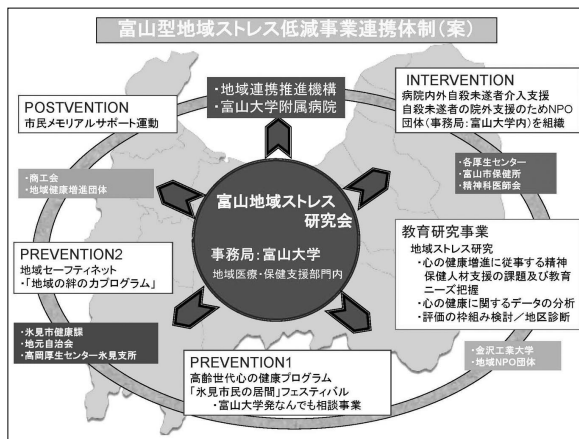 富山型地域ストレス低減事業連携体制(案)
・地域連携推進機構
・富山大学附属病院
POSTVENTION
市民メモリアルサポート運動
INTERVENTION
病院内外自殺未遂者介入支援
自殺未遂者の院外支援のためNPO
団体(事務局:富山大学内)を組織
・商工会
・地域健康増進団体
・各厚生センター
・富山市保健所
・精神科医師会
富山地域ストレス
研究会
事務局:富山大学
地域医療・保健支援部門内
PREVENTION2
地域セーフティネット
・「地域の絆の力プログラム」
教育研究事業
地域ストレス研究
・心の健康増進に従事する精神
保健人材支援の課題及び教育
ニーズ把握
・心の健康に関するデータの分析
・評価の枠組み検討/地区診断
・氷見市健康課
・地元自治会
・高岡厚生センター氷見支所
・金沢工業大学
・地域NPO団体
PREVENTION1
高齢世代心の健康プログラム
「氷見市民の居間」フェスティバル
・富山大学発なんでも相談事業